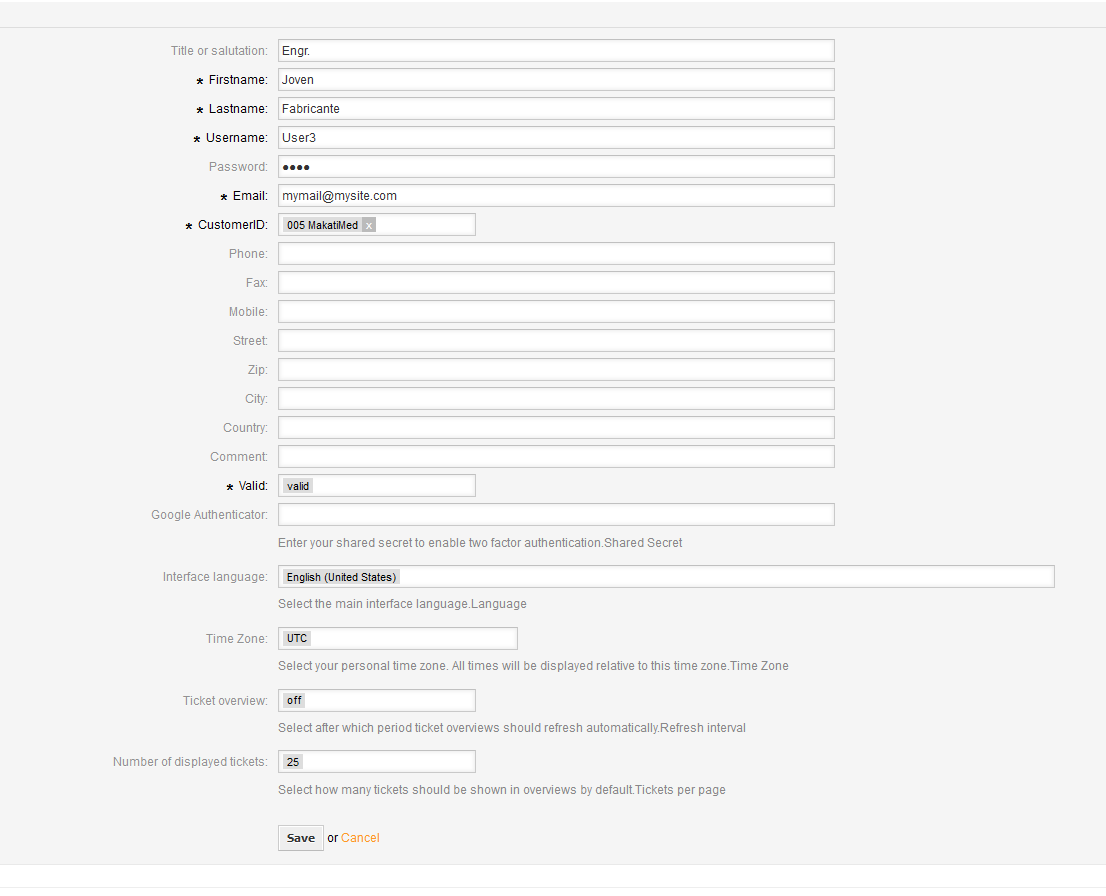 Title or salutation: Engr.
* Firstname: Joven
* Lastname: Fabricante
* Username: User3
Password: ●●●●
* Email: mymail@mysite.com
* CustomerID: 005 MakatiMed x
Phone:
Fax:
Mobile:
Street:
Zip:
City:
Country:
Comment:
* Valid: valid
Google Authenticator:
Enter your shared secret to enable two factor authentication.Shared Secret
Interface language: English (United States)
Select the main interface language.Language
Time Zone: UTC
Select your personal time zone. All times will be displayed relative to this time zone.Time Zone
Ticket overview: off
Select after which period ticket overviews should refresh automatically.Refresh interval
Number of displayed tickets: 25
Select how many tickets should be shown in overviews by default.Tickets per page
Save or Cancel